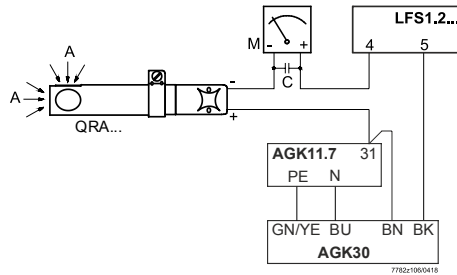 LFS1.2...
M - +
4 5
A
C
A
-
+
QRA...
AGK11.7 31
PE N
GN/YE BU BN BK
AGK30
7782z106/0418